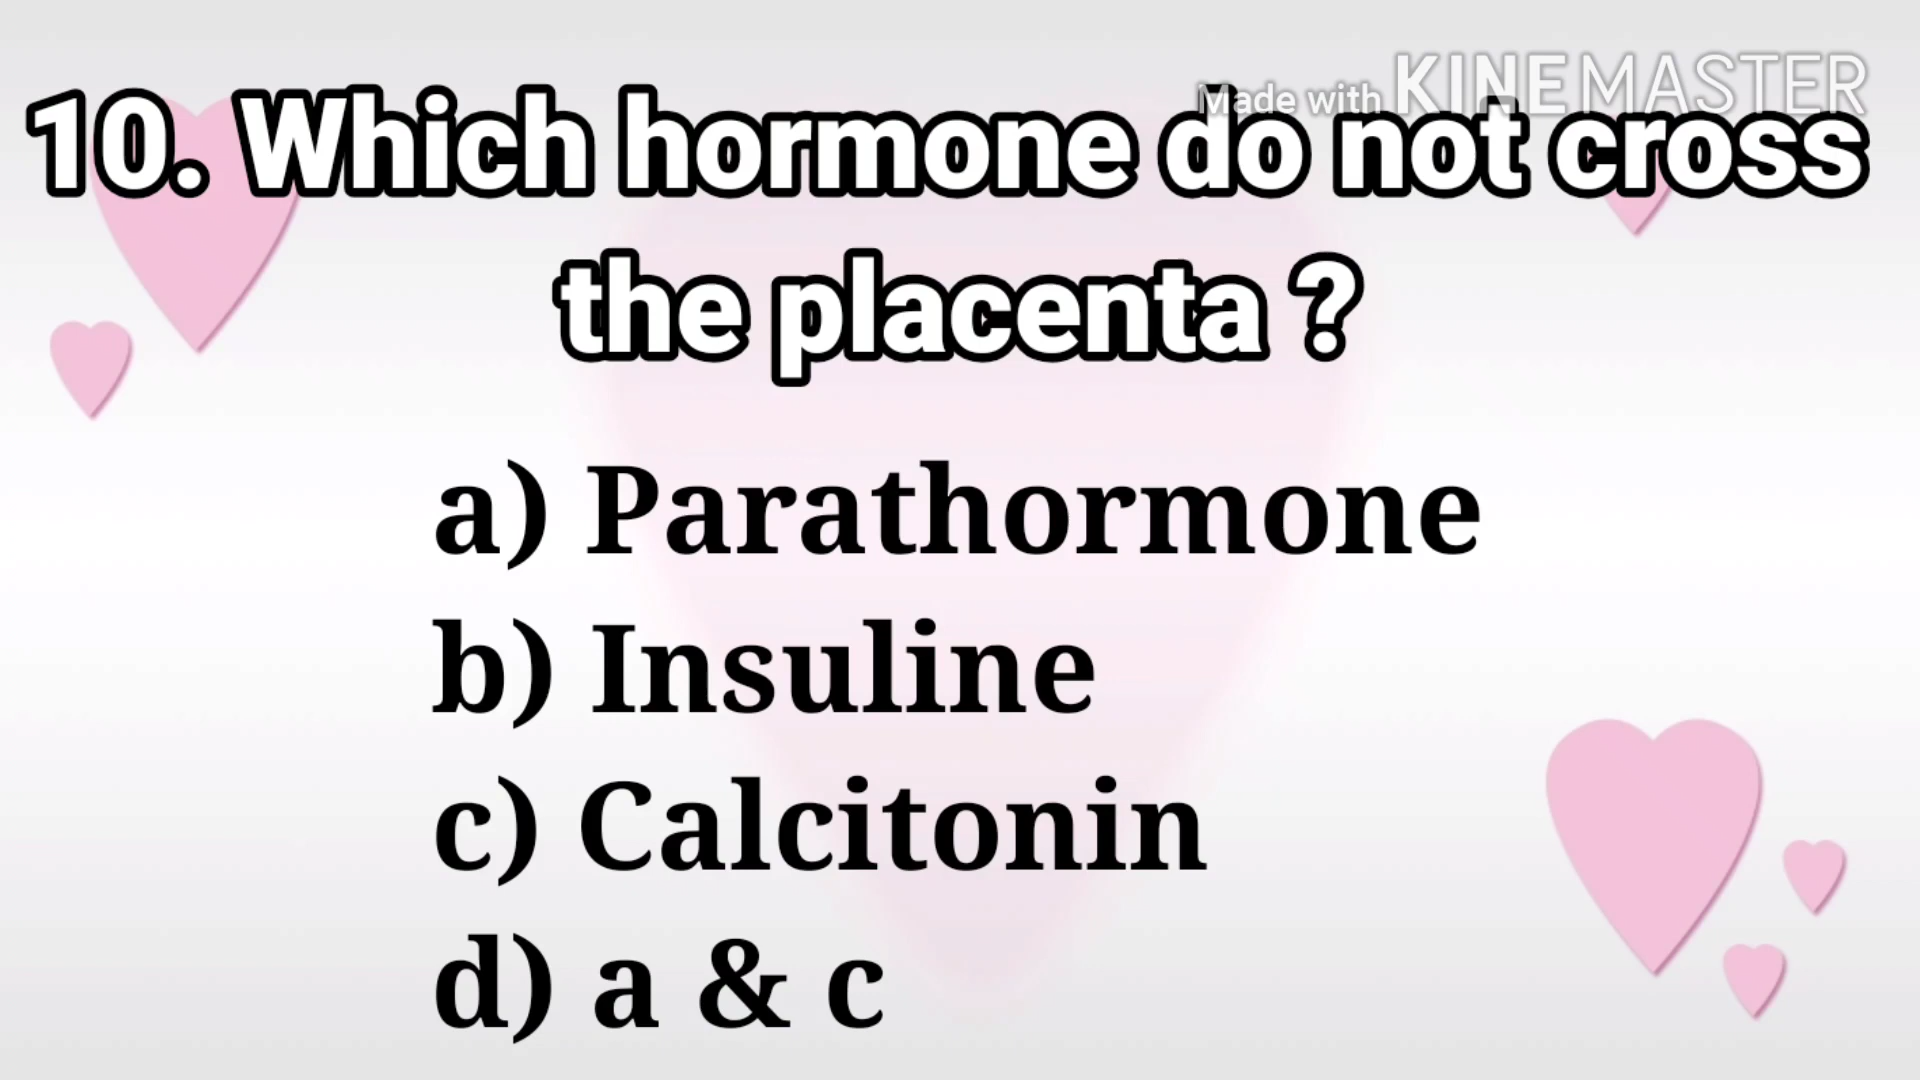 Made with KINEMASTER
10. Which hormone do not cross
the placenta ?
a) Parathormone
b) Insuline
c) Calcitonin
d) a & c